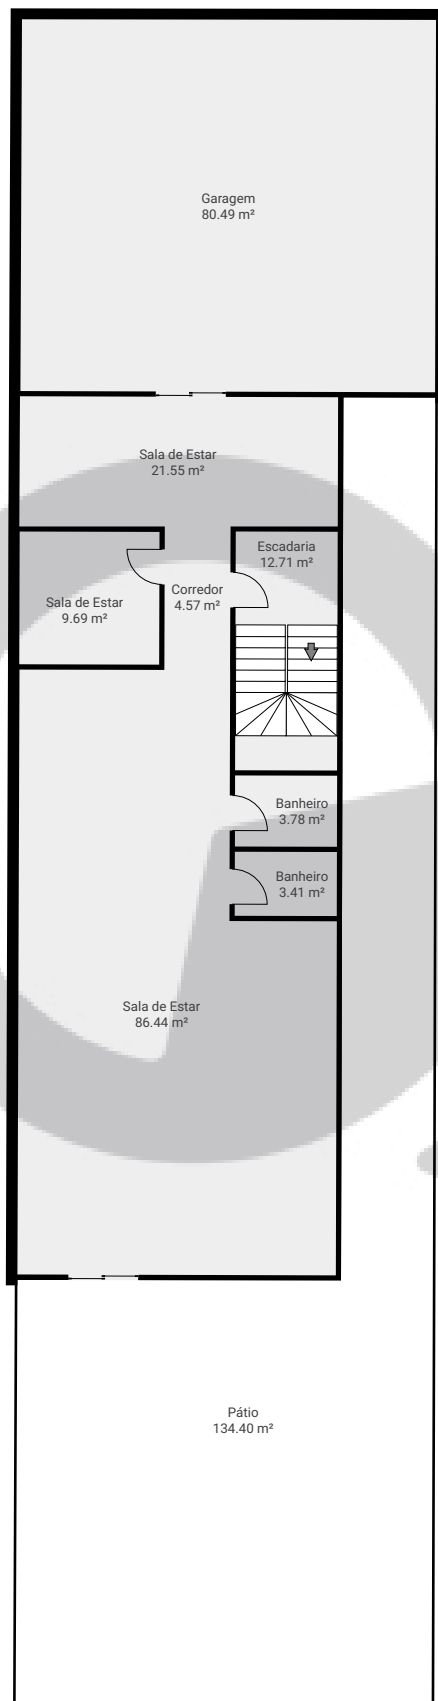 Garagem
80.49 m²
Sala de Estar
21.55 m²
Escadaria
12.71 m²
Corredor
4.57 m²
Sala de Estar
9.69 m²
Banheiro
3.78 m²
Banheiro
3.41 m²
Sala de Estar
86.44 m²
Pátio
134.40 m²